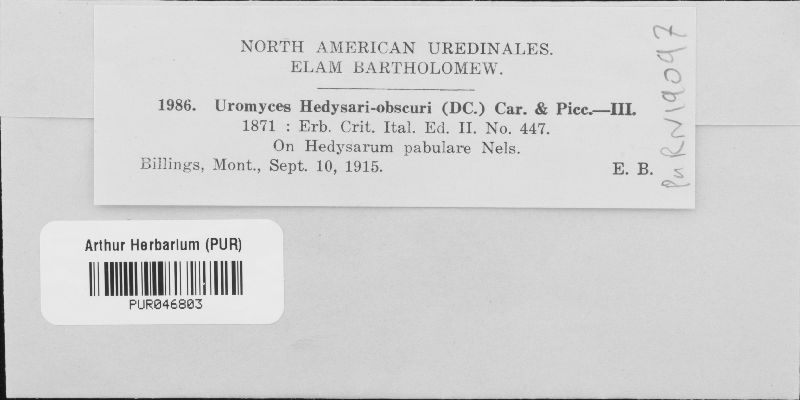 NORTH AMERICAN UREDINALES.
ELAM BARTHOLOMEW.
1986. Uromyces Hedysari-obscuri (DC.) Car. & Picc.—III.
1871 : Erb. Crit. Ital. Ed. II. No. 447.
On Hedysarum pabulare Nels.
Billings, Mont., Sept. 10, 1915. E. B.
PURN19097
Arthur Herbarium (PUR)
PUR046803